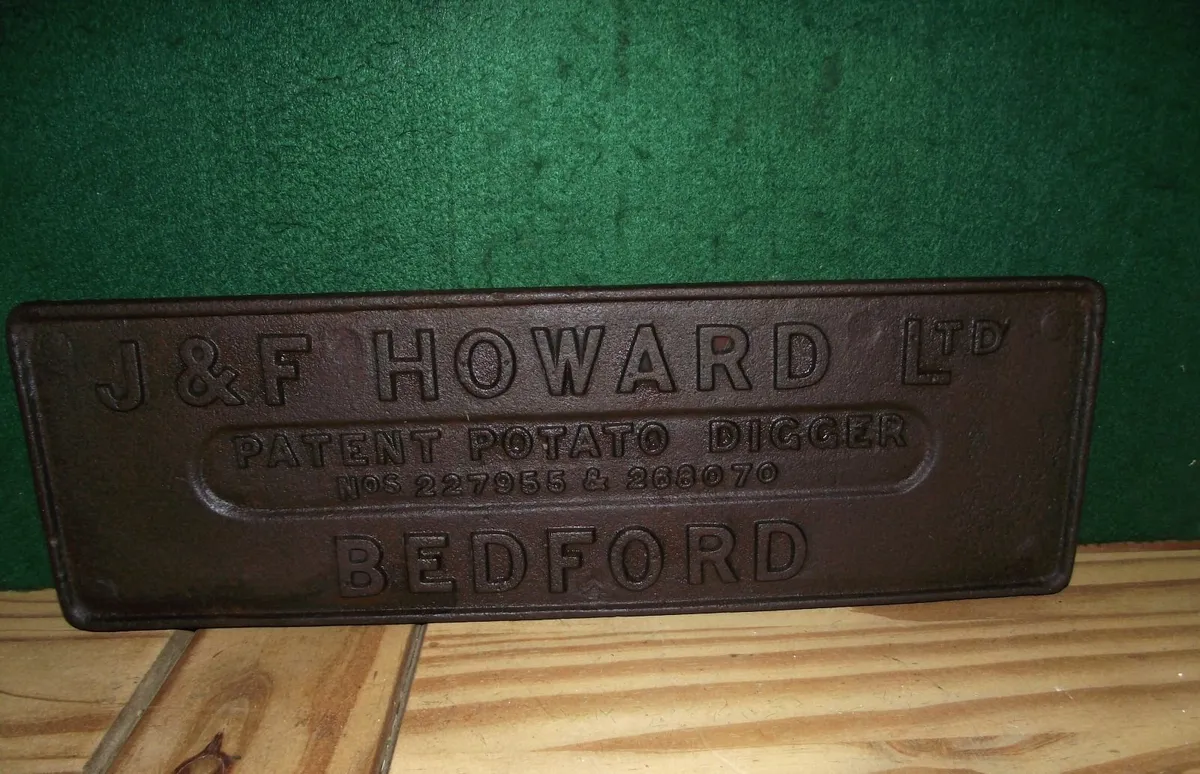 J & F HOWARD LTD
PATENT POTATO DIGGER
NOS 227955 & 268070
BEDFORD